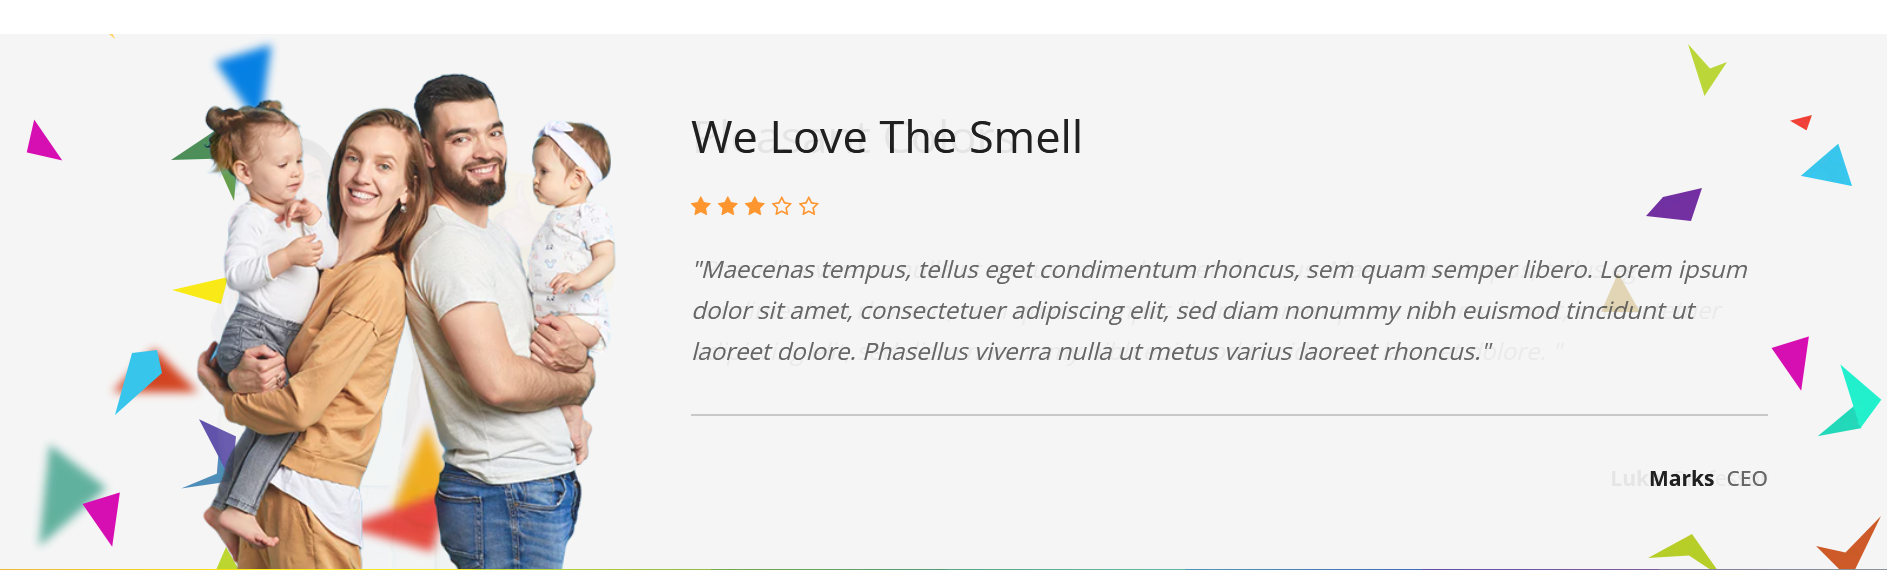 We Love The Smell
"Maecenas tempus, tellus eget condimentum rhoncus, sem quam semper libero. Lorem ipsum
dolor sit amet, consectetuer adipiscing elit, sed diam nonummy nibh euismod tincidunt ut
laoreet dolore. Phasellus viverra nulla ut metus varius laoreet rhoncus."
Marks CEO